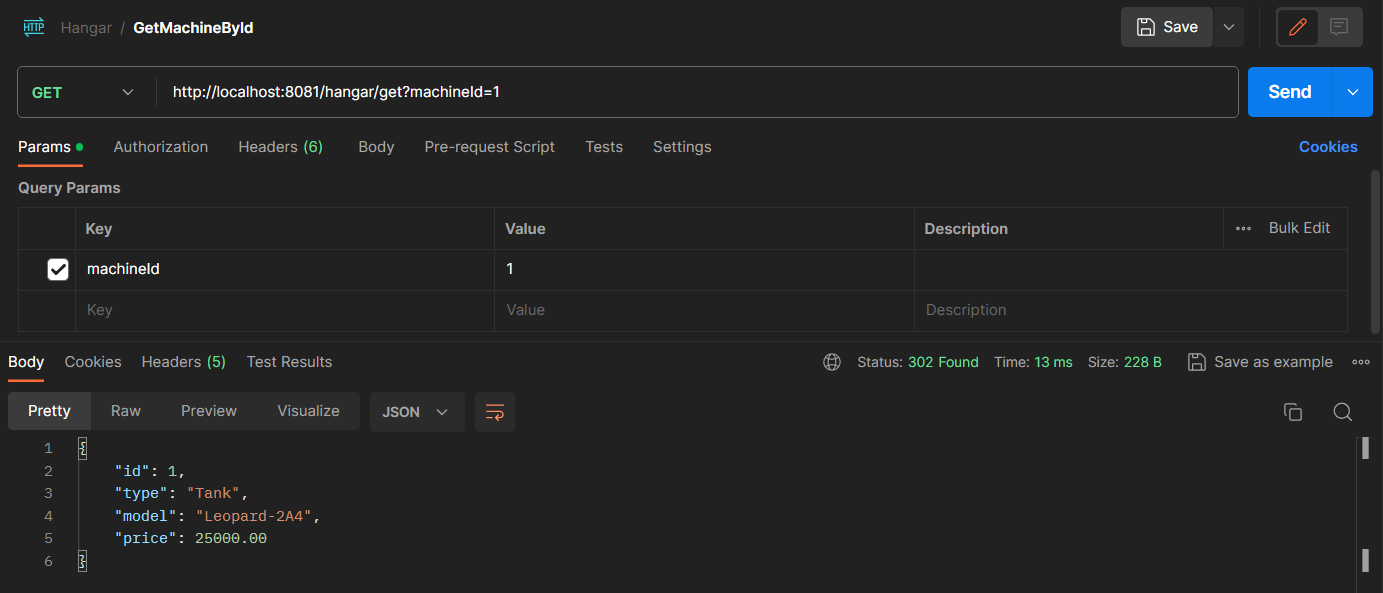 HTTP Hangar / GetMachineById Save
GET http://localhost:8081/hangar/get?machineId=1 Send
Params Authorization Headers (6) Body Pre-request Script Tests Settings Cookies
Query Params
Key Value Description Bulk Edit
machineId 1
Key Value Description
Body Cookies Headers (5) Test Results Status: 302 Found Time: 13 ms Size: 228 B Save as example
Pretty Raw Preview Visualize JSON
1 {
2 "id": 1,
3 "type": "Tank",
4 "model": "Leopard-2A4",
5 "price": 25000.00
6 }